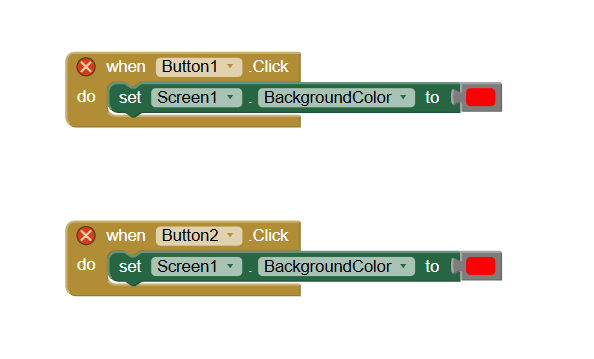 when Button1 .Click
do set Screen1 . BackgroundColor to
when Button2 .Click
do set Screen1 . BackgroundColor to